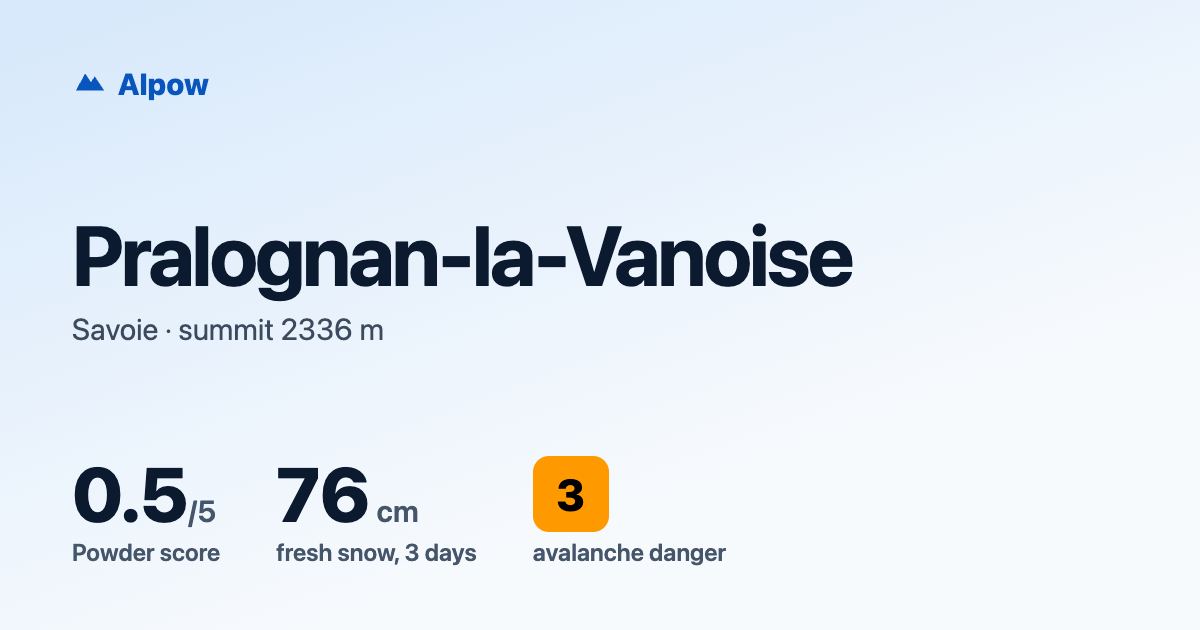 Alpow
Pralognan-la-Vanoise
Savoie · summit 2336 m
0.5/5 76 cm 3
Powder score fresh snow, 3 days avalanche danger